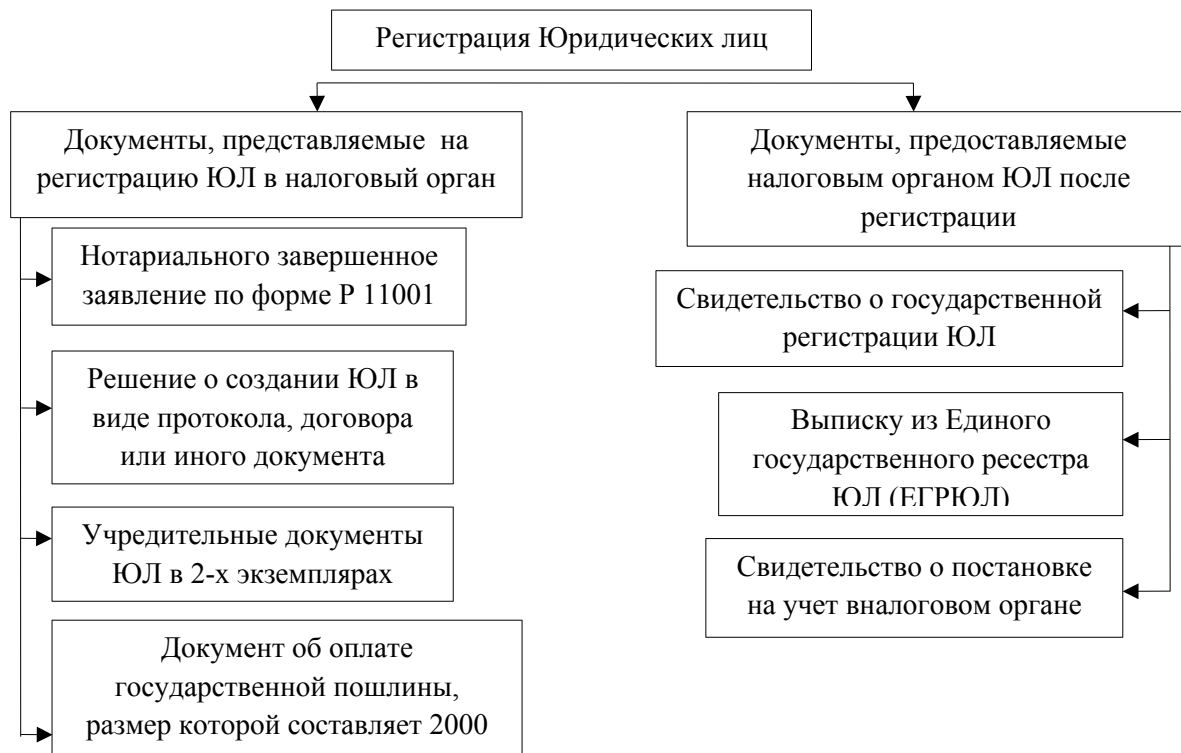 Регистрация Юридических лиц
Документы, представляемые на
регистрацию ЮЛ в налоговый орган
Нотариального завершенное
заявление по форме Р 11001
Решение о создании ЮЛ в
виде протокола, договора
или иного документа
Учредительные документы
ЮЛ в 2-х экземплярах
Документ об оплате
государственной пошлины,
размер которой составляет 2000
Документы, предоставляемые
налоговым органом ЮЛ после
регистрации
Свидетельство о государственной
регистрации ЮЛ
Выписку из Единого
государственного ресестра
ЮЛ (ЕГРЮЛ)
Свидетельство о постановке
на учет вналоговом органе